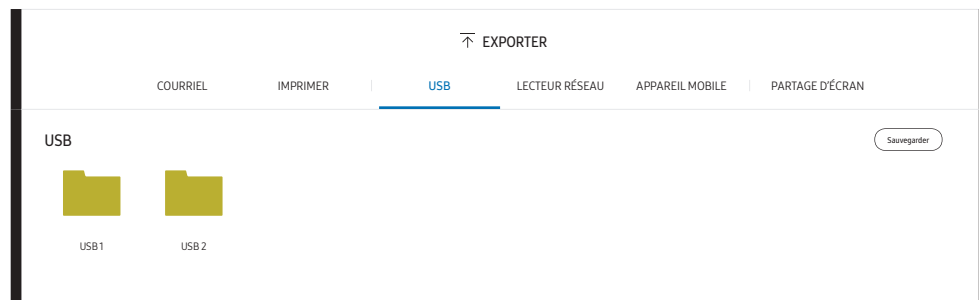 EXPORTER
COURRIEL IMPRIMER USB LECTEUR RÉSEAU APPAREIL MOBILE PARTAGE D'ÉCRAN
USB Sauvegarder
USB 1 USB 2